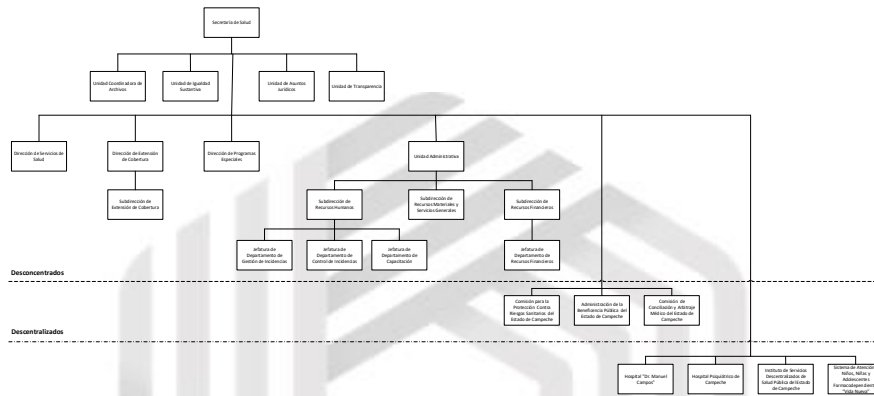 Secretaría de Salud
Unidad Coordinadora de
Archivos
Unidad de Igualdad
Sustantiva
Unidad de Asuntos
Jurídicos
Unidad de Transparencia
Dirección de Servicios de
Salud
Dirección de Extensión
de Cobertura
Dirección de Programas
Especiales
Unidad Administrativa
Subdirección de
Extensión de Cobertura
Subdirección de
Recursos Humanos
Subdirección de
Recursos Materiales y
Servicios Generales
Subdirección de
Recursos Financieros
Jefatura de
Departamento de
Gestión de Incidencias
Jefatura de
Departamento de
Control de Incidencias
Jefatura de
Departamento de
Capacitación
Jefatura de
Departamento de
Recursos Financieros
Desconcentrados
Comisión para la
Protección Contra
Riesgos Sanitarios del
Estado de Campeche
Administración de la
Beneficencia Pública del
Estado de Campeche
Comisión de
Conciliación y Arbitraje
Médico del Estado de
Campeche
Descentralizados
Hospital "Dr. Manuel
Campos"
Hospital Psiquiátrico de
Campeche
Instituto de Servicios
Descentralizados de
Salud Pública del Estado
de Campeche
Sistema de Atención
Niños, Niñas y
Adolescentes
Farmacodependientes
"Vida Nueva"